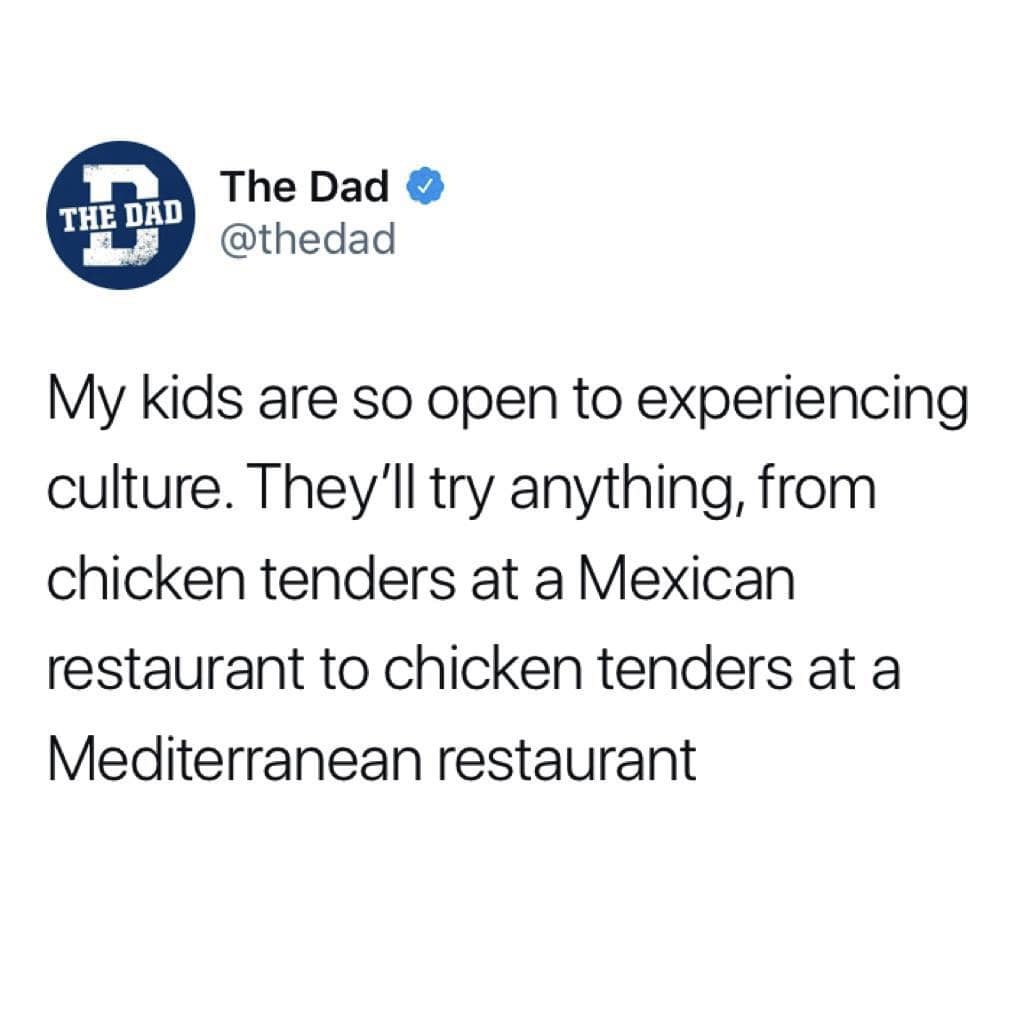 THE DAD
The Dad
@thedad
My kids are so open to experiencing
culture. They’ll try anything, from
chicken tenders at a Mexican
restaurant to chicken tenders at a
Mediterranean restaurant